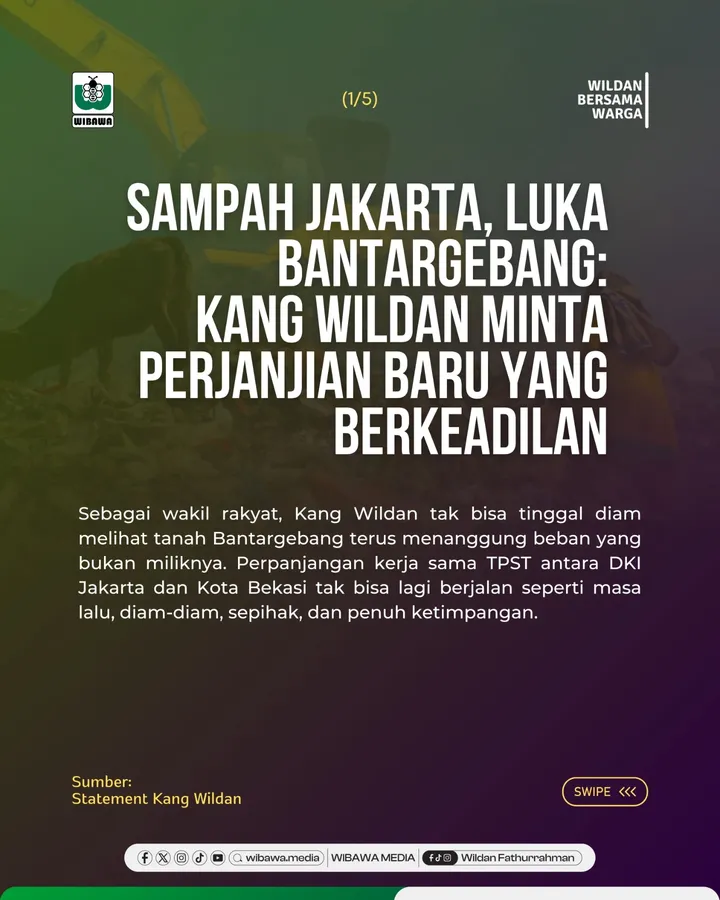 WIBAWA
(1/5)
WILDAN
BERSAMA
WARGA
SAMPAH JAKARTA, LUKA
BANTARGEBANG:
KANG WILDAN MINTA
PERJANJIAN BARU YANG
BERKEADILAN
Sebagai wakil rakyat, Kang Wildan tak bisa tinggal diam
melihat tanah Bantargebang terus menanggung beban yang
bukan miliknya. Perpanjangan kerja sama TPST antara DKI
Jakarta dan Kota Bekasi tak bisa lagi berjalan seperti masa
lalu, diam-diam, sepihak, dan penuh ketimpangan.
Sumber:
Statement Kang Wildan
SWIPE
wibawa.media WIBAWA MEDIA Wildan Fathurrahman